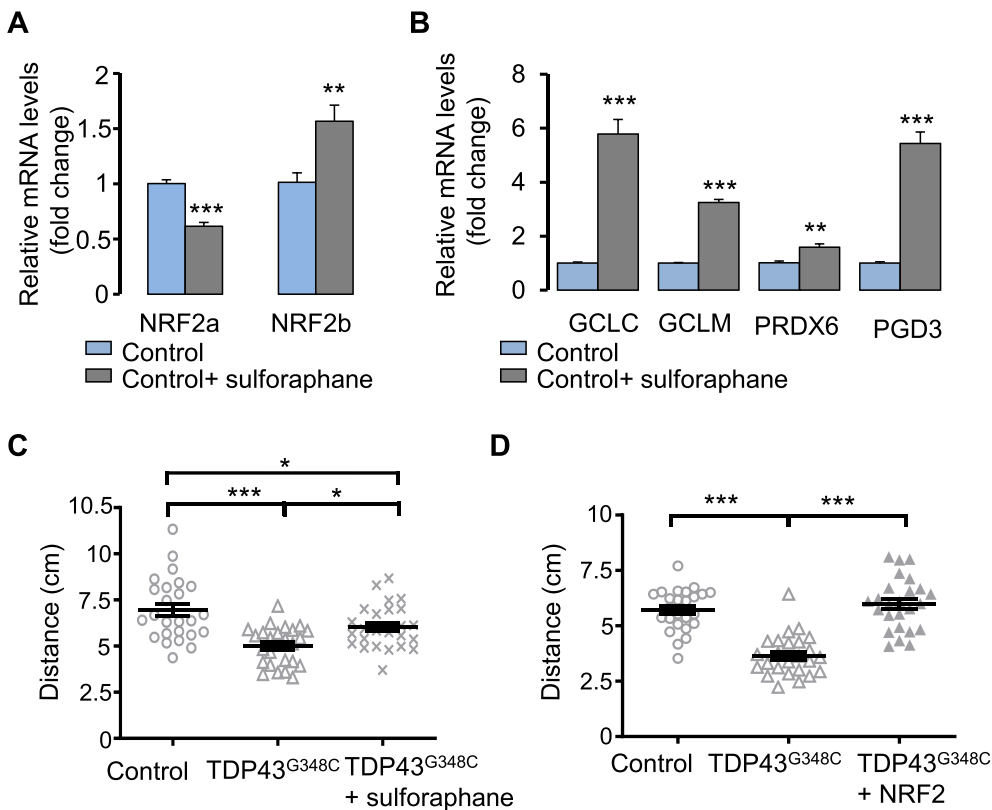 A
Relative mRNA levels
(fold change)
2
1.5
1
0.5
0
***
**
NRF2a
NRF2b
Control
Control+ sulforaphane
B
Relative mRNA levels
(fold change)
8
6
4
2
0
***
***
**
***
GCLC
GCLM
PRDX6
PGD3
Control
Control+ sulforaphane
C
Distance (cm)
10.5
10
7.5
5
2.5
0
*
***
*
Control
TDP43G348C
TDP43G348C
+ sulforaphane
D
Distance (cm)
10
7.5
5
2.5
0
***
***
Control
TDP43G348C
TDP43G348C
+ NRF2